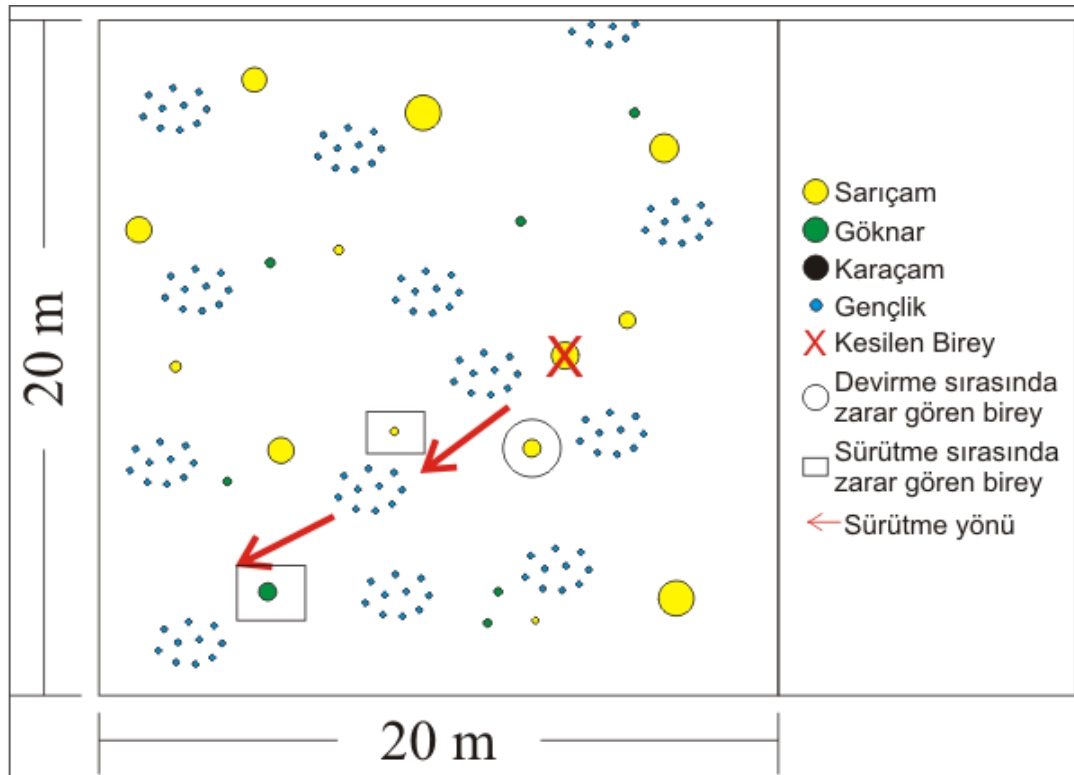 20 m
Sarıçam
Göknar
Karaçam
Gençlik
Kesilen Birey
Devirme sırasında
zarar gören birey
Sürütme sırasında
zarar gören birey
Sürütme yönü
20 m